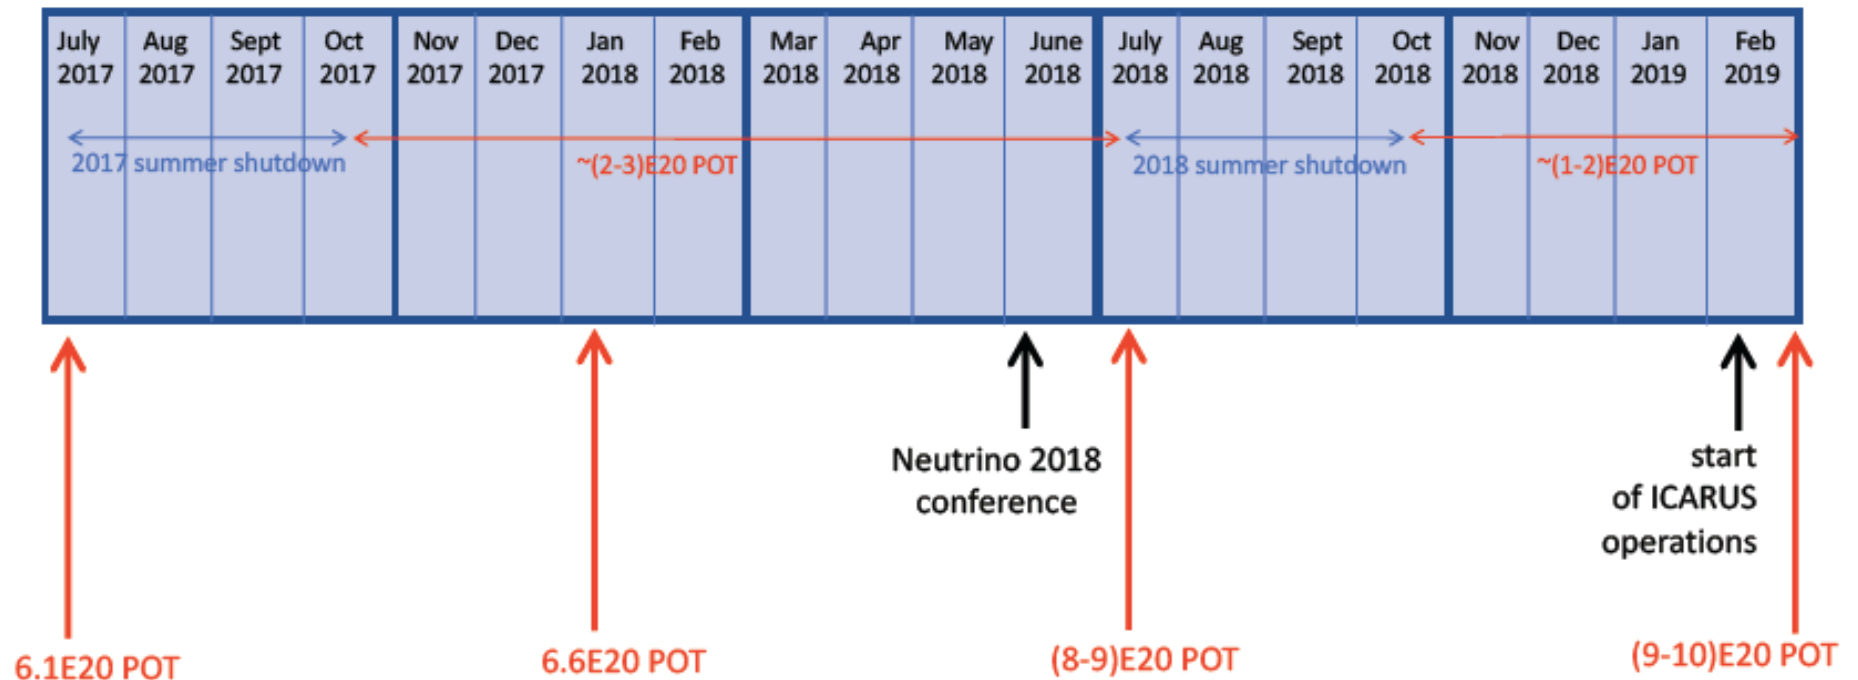 July Aug Sept Oct Nov Dec Jan Feb Mar Apr May June July Aug Sept Oct Nov Dec Jan Feb
2017 2017 2017 2017 2017 2017 2018 2018 2018 2018 2018 2018 2018 2018 2018 2018 2018 2018 2019 2019
2017 summer shutdown
~(2-3)E20 POT
2018 summer shutdown
~(1-2)E20 POT
Neutrino 2018
conference
start
of ICARUS
operations
6.1E20 POT
6.6E20 POT
(8-9)E20 POT
(9-10)E20 POT